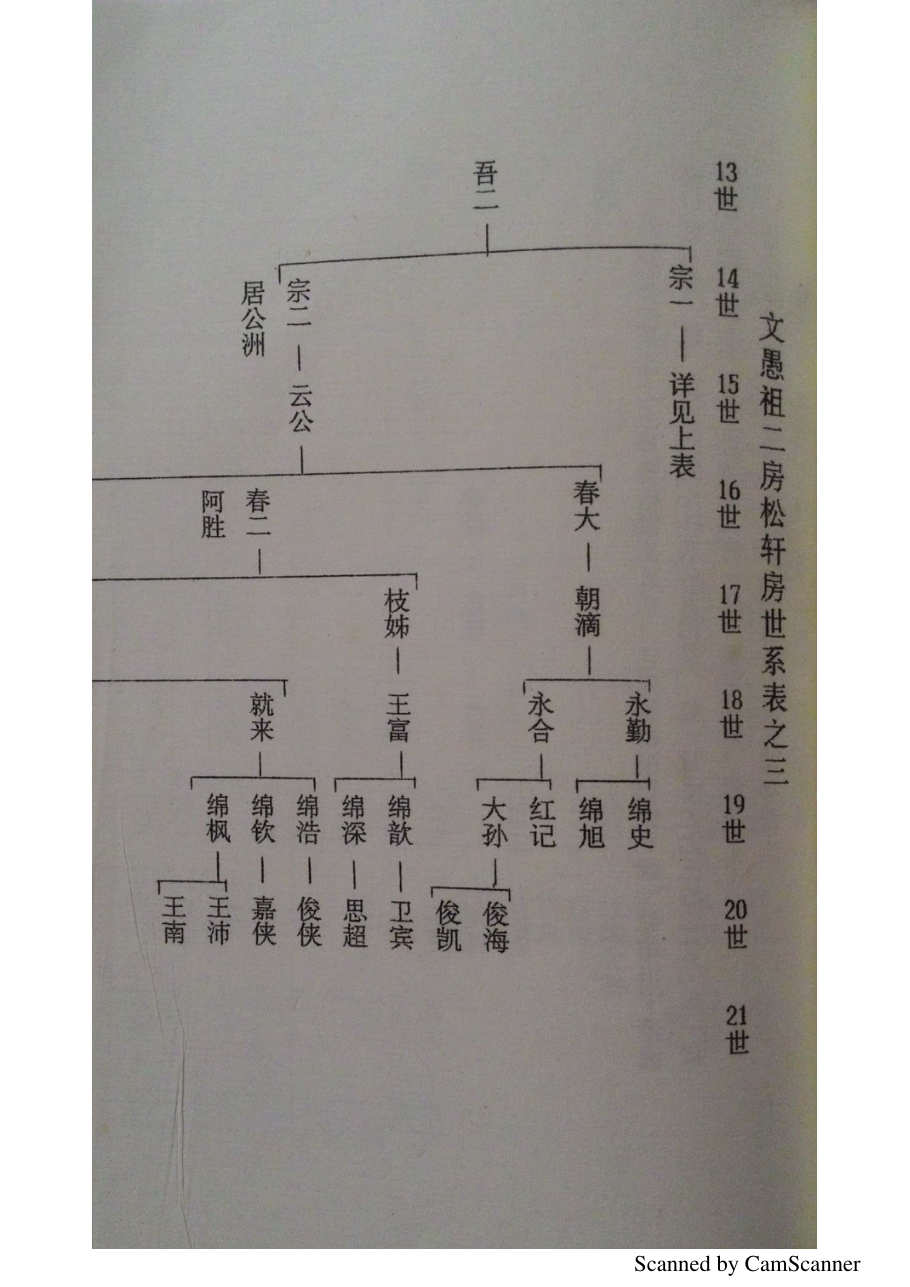 文愚祖二房松轩房世系表之三
13世
14世
15世
16世
17世
18世
19世
20世
21世
吾二
宗一
详见上表
宗二
居公洲
云公
春大
春二
阿胜
朝滴
枝姊
永勤
永合
王富
就来
绵史
绵旭
红记
大孙
绵歆
绵深
绵浩
绵钦
绵枫
俊海
俊凯
卫宾
思超
俊侠
嘉侠
王沛
王南
Scanned by CamScanner